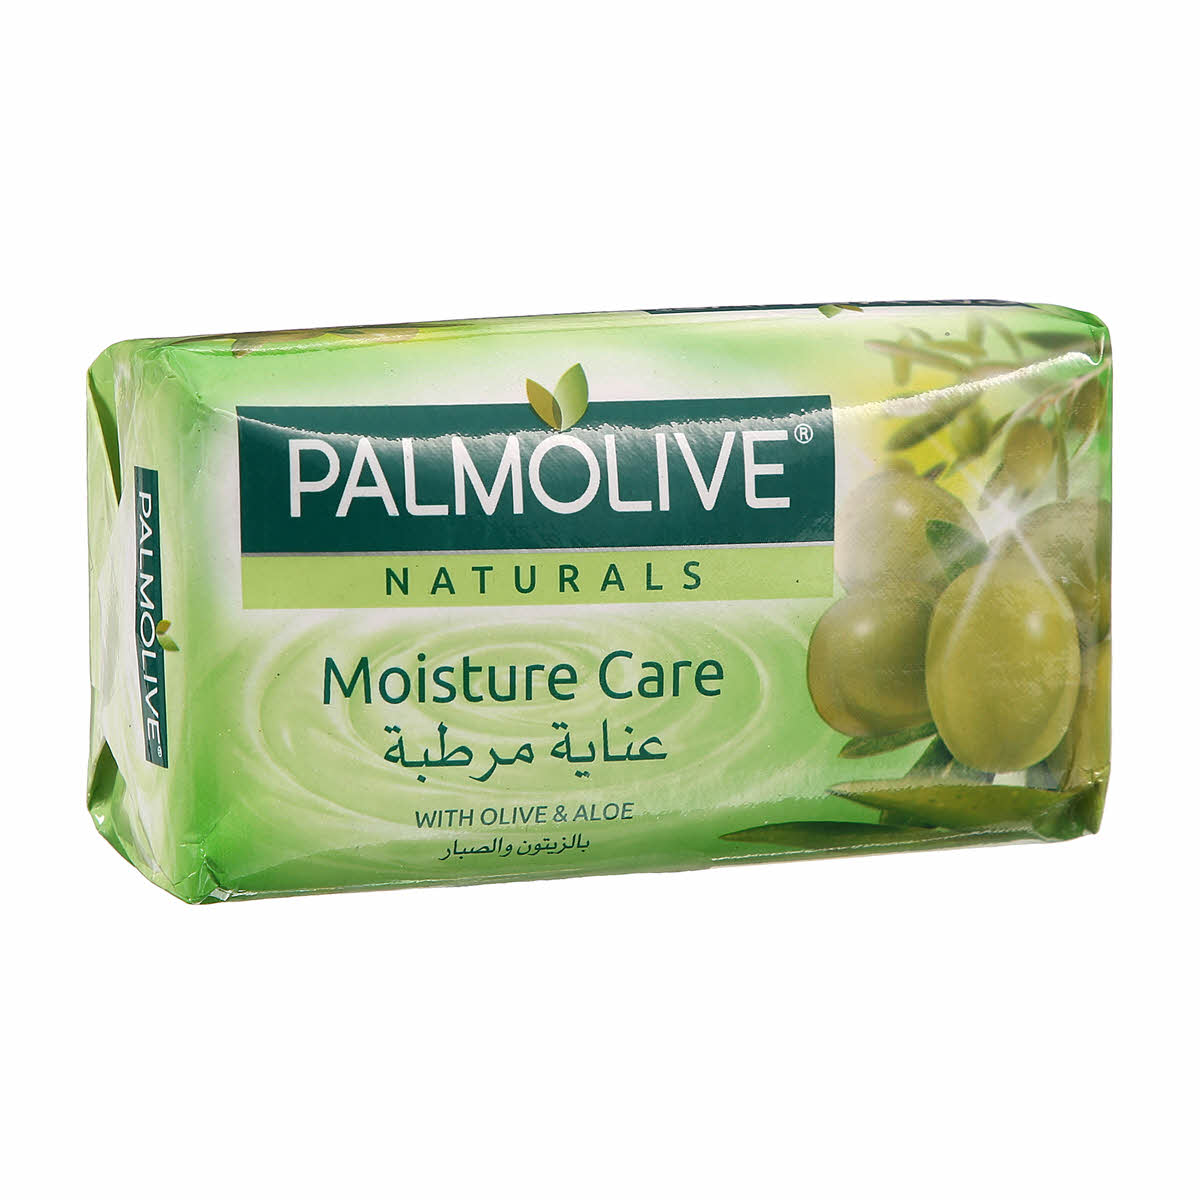 PALMOLIVE®
NATURALS
Moisture Care
عناية مرطبة
WITH OLIVE & ALOE
بالزيتون والصبار
PALMOLIVE®